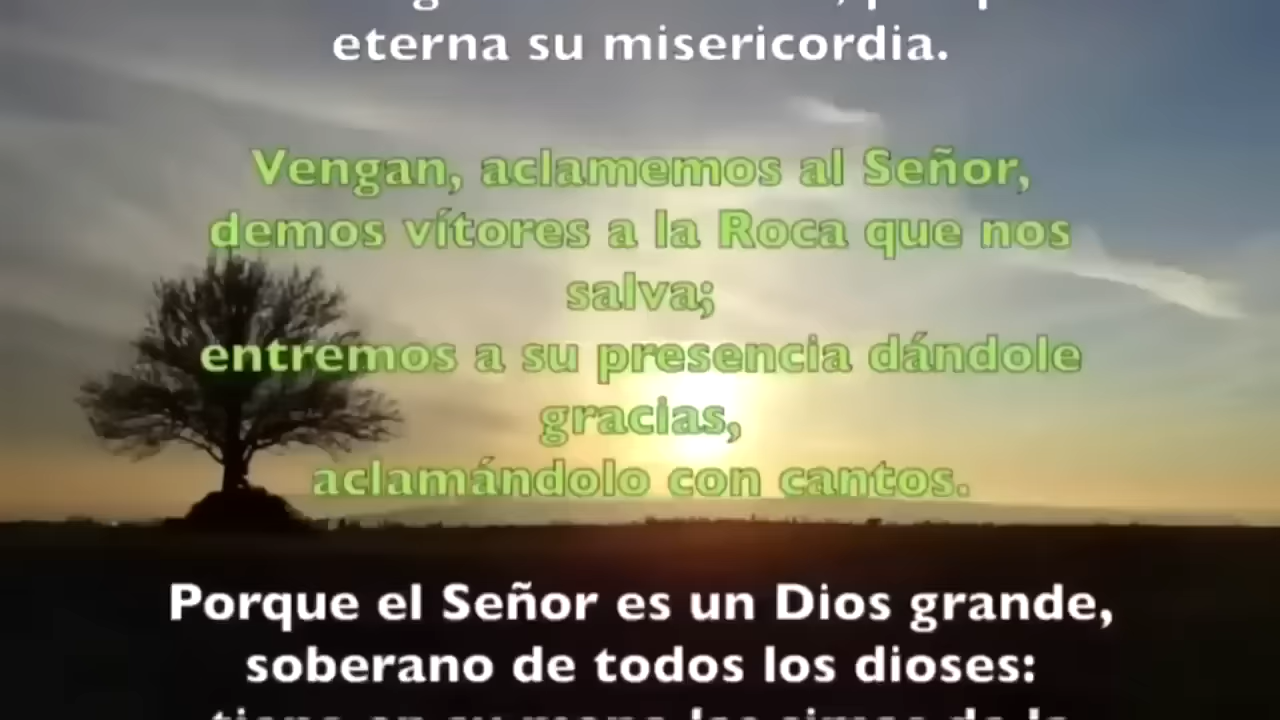 eterna su misericordia.
Vengan, aclamemos al Señor,
demos vítores a la Roca que nos
salva;
entremos a su presencia dándole
gracias,
aclamándolo con cantos.
Porque el Señor es un Dios grande,
soberano de todos los dioses: